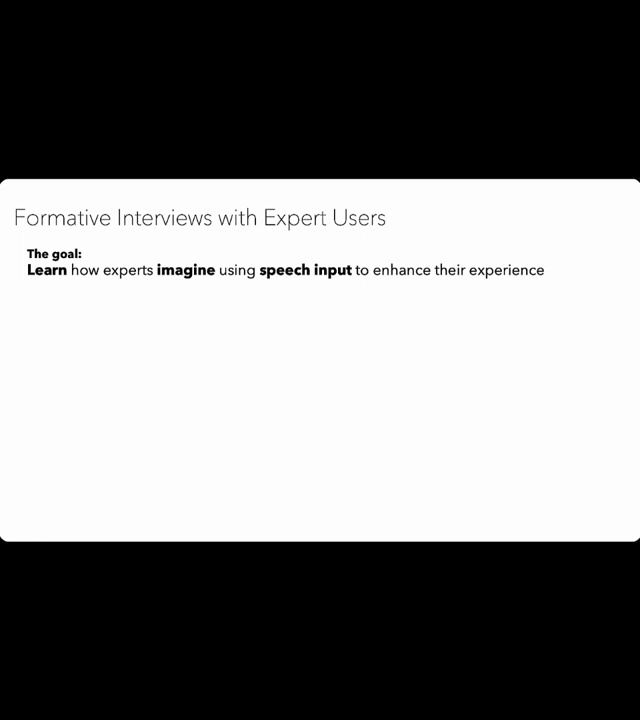 Formative Interviews with Expert Users
The goal:
Learn how experts imagine using speech input to enhance their experience